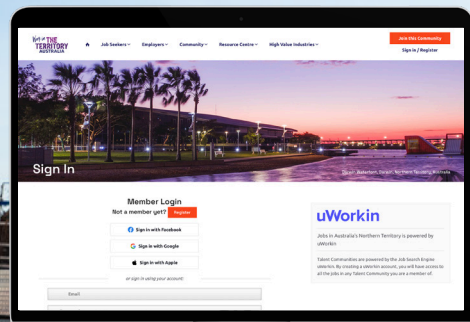 Work in THE
TERRITORY
AUSTRALIA
Job Seekers
Employers
Community
Resource Centre
High Value Industries
Join this Community
Sign in / Register
Sign In
Darwin Waterfront, Darwin, Northern Territory, Australia
Member Login
Not a member yet? Register
Sign in with Facebook
Sign in with Google
Sign in with Apple
or sign in using your account:
Email
uWorkin
Jobs in Australia's Northern Territory is powered by
uWorkin
Talent Communities are powered by the Job Search Engine
uWorkin. By creating a uWorkin account, you will have access to
all the jobs in any Talent Community you are a member of.